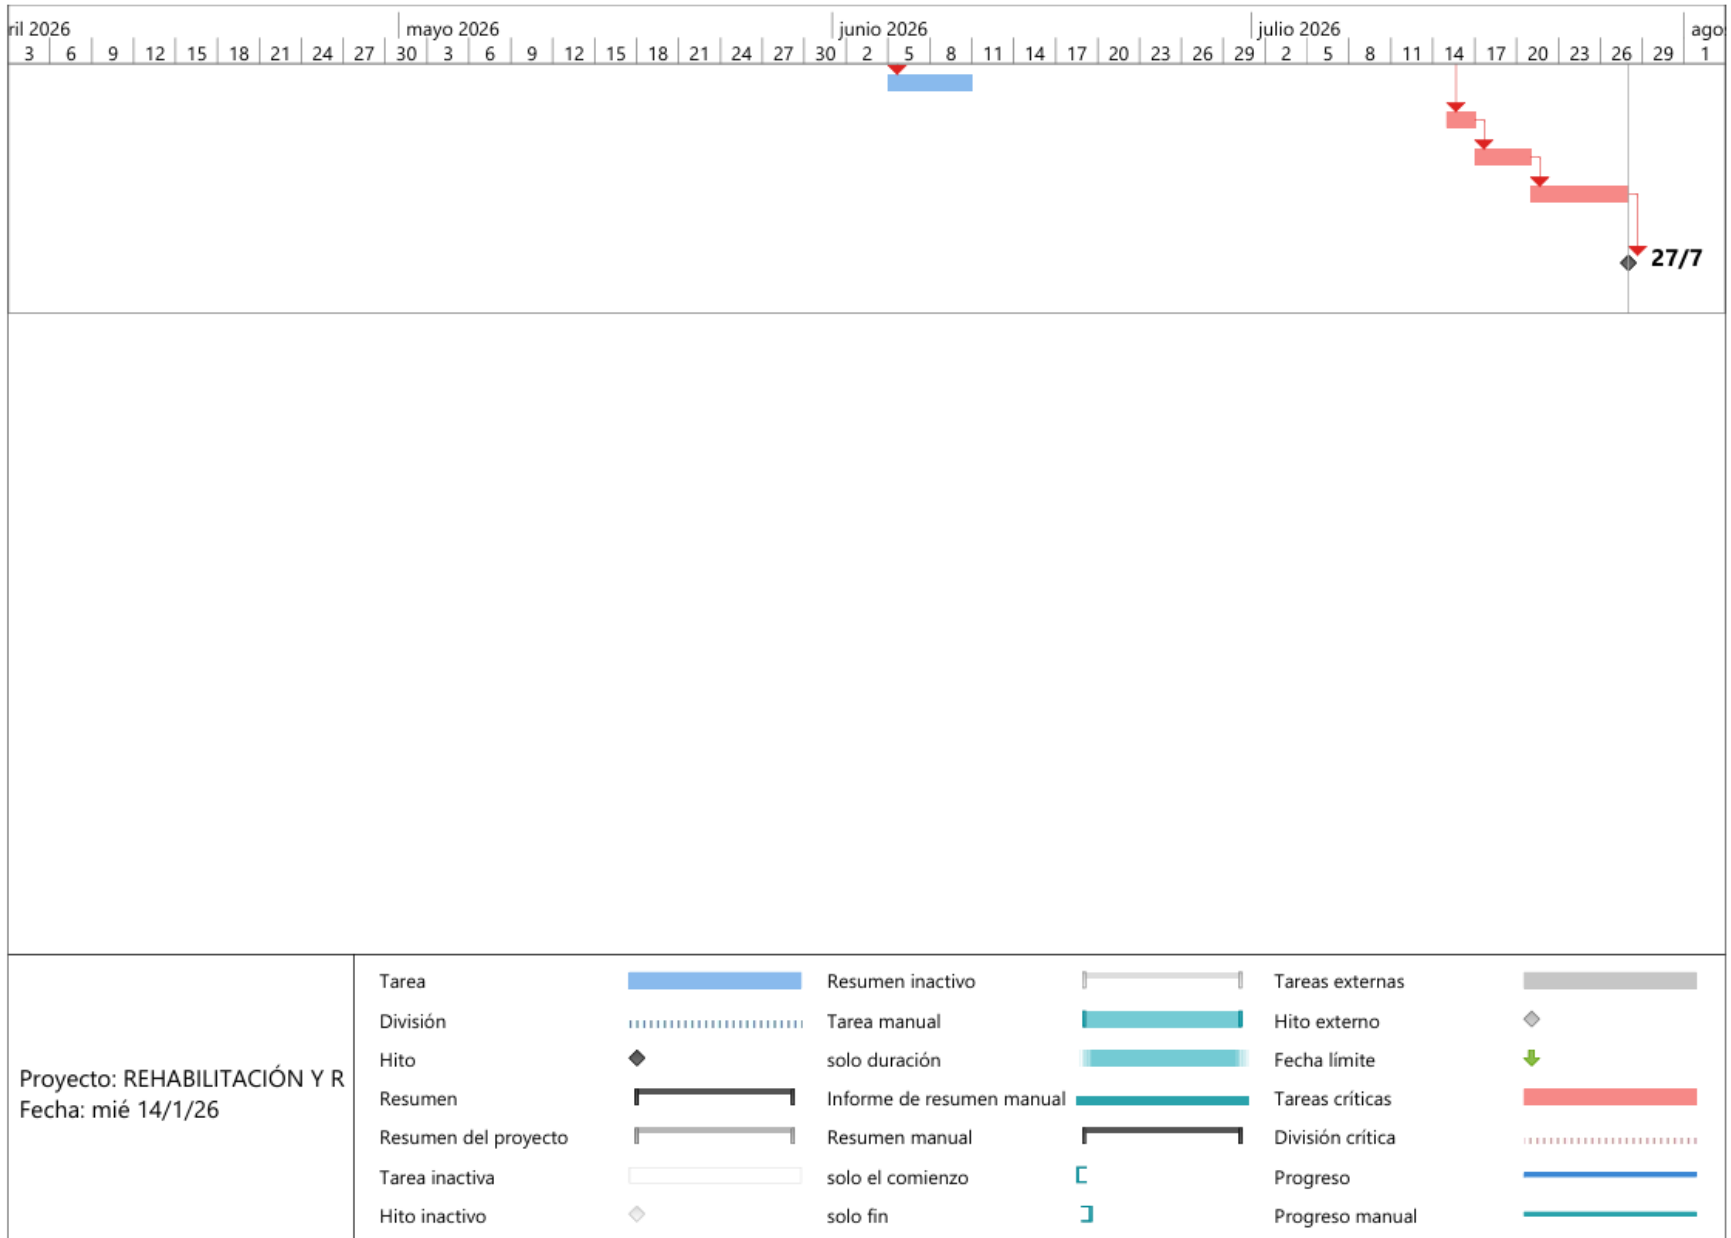 ril 2026 mayo 2026 junio 2026 julio 2026 ago
3 6 9 12 15 18 21 24 27 30 3 6 9 12 15 18 21 24 27 30 2 5 8 11 14 17 20 23 26 29 2 5 8 11 14 17 20 23 26 29 1
27/7
Proyecto: REHABILITACIÓN Y R
Fecha: mié 14/1/26
Tarea
División
Hito
Resumen
Resumen del proyecto
Tarea inactiva
Hito inactivo
Resumen inactivo
Tarea manual
solo duración
Informe de resumen manual
Resumen manual
solo el comienzo
solo fin
Tareas externas
Hito externo
Fecha límite
Tareas críticas
División crítica
Progreso
Progreso manual